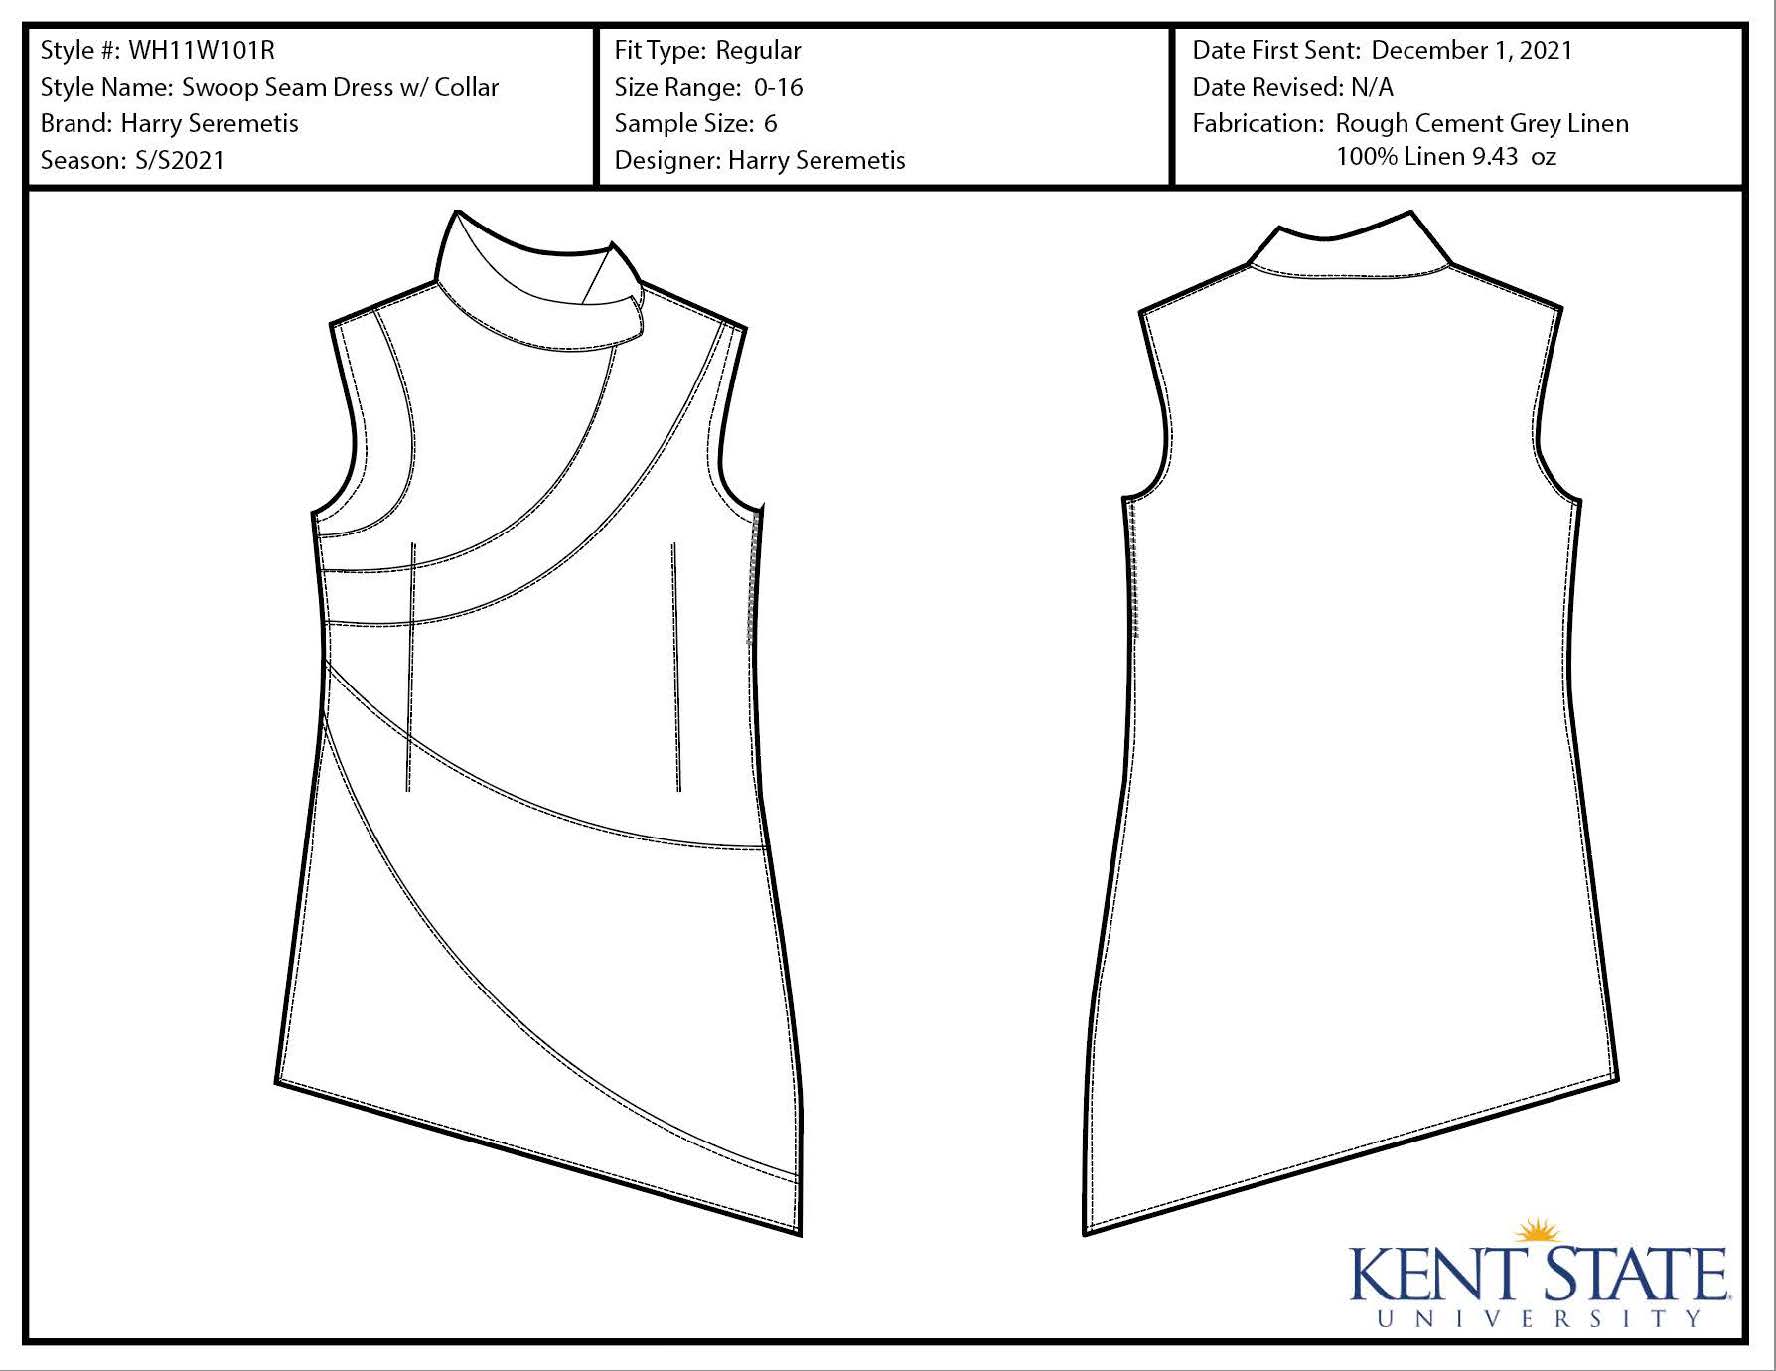 Style #: WH11W101R
Style Name: Swoop Seam Dress w/ Collar
Brand: Harry Seremetis
Season: S/S2021
Fit Type: Regular
Size Range: 0-16
Sample Size: 6
Designer: Harry Seremetis
Date First Sent: December 1, 2021
Date Revised: N/A
Fabrication: Rough Cement Grey Linen
100% Linen 9.43 oz
KENT STATE
UNIVERSITY